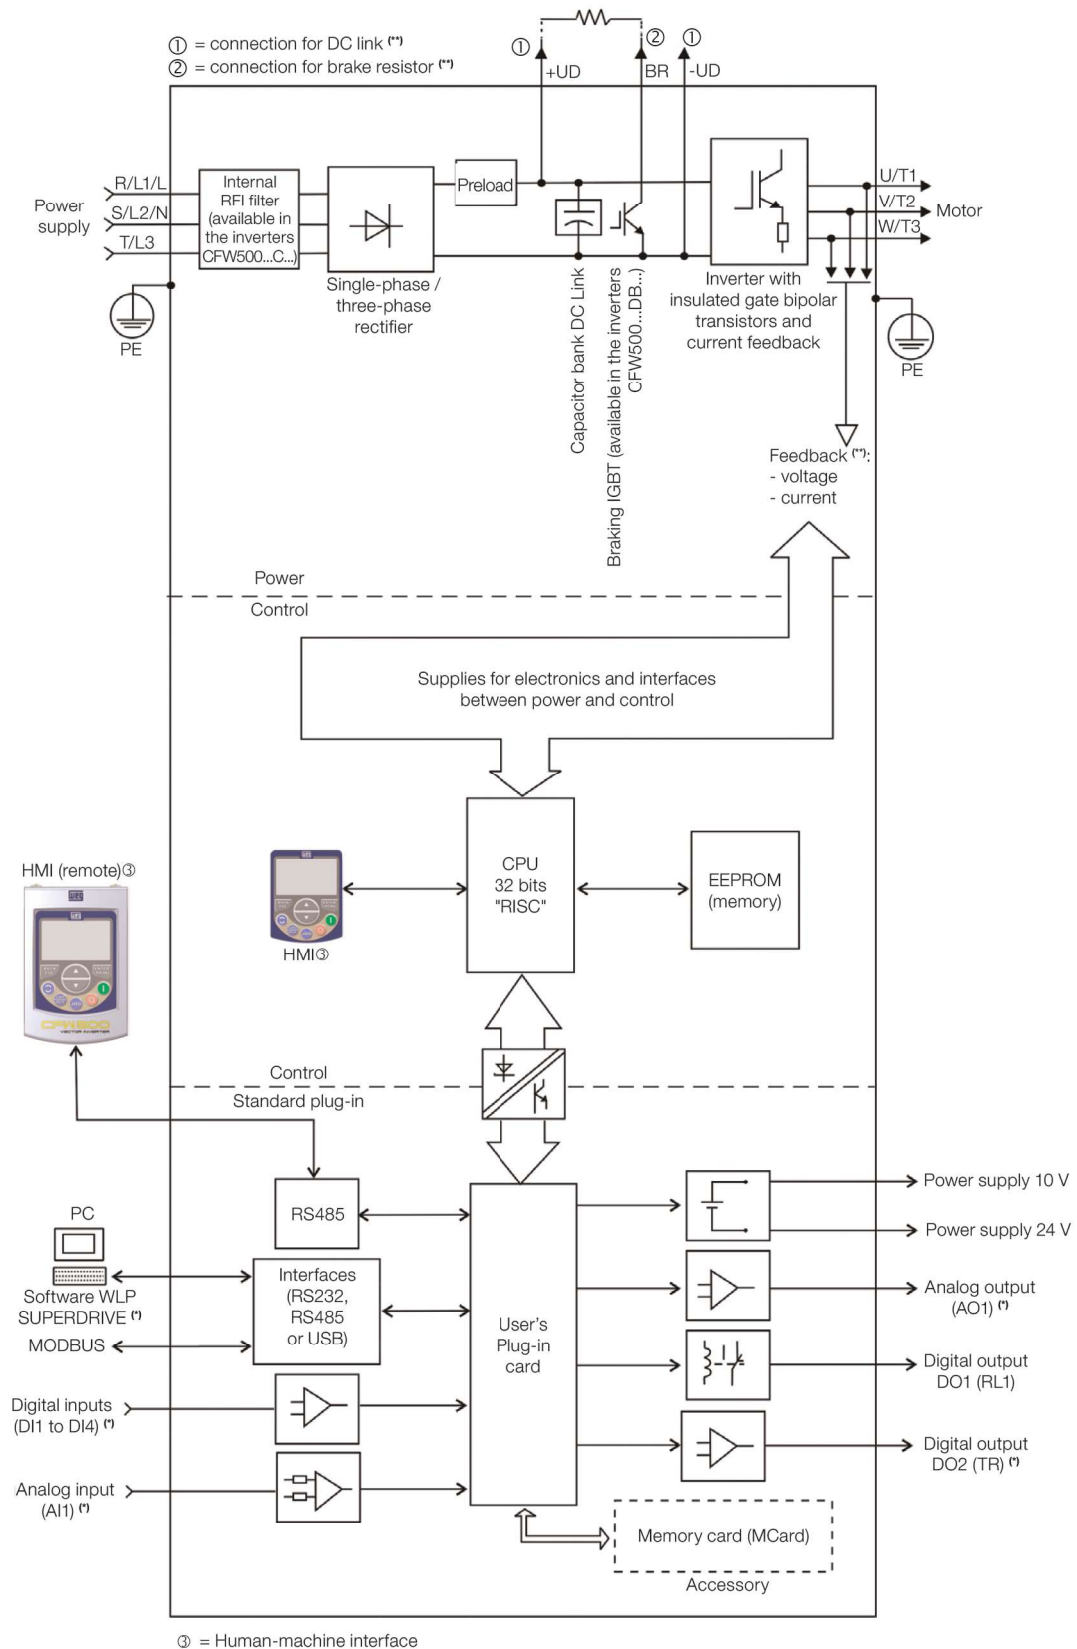 ① = connection for DC link (**)
② = connection for brake resistor (**)
① ② ①
+UD BR -UD
Power
supply
R/L1/L
S/L2/N
T/L3
PE
Internal
RFI filter
(available in
the inverters
CFW500...C...)
Single-phase /
three-phase
rectifier
Preload
Capacitor bank DC Link
Braking IGBT (available in the inverters
CFW500...DB...)
Inverter with
insulated gate bipolar
transistors and
current feedback
U/T1
V/T2
W/T3
Motor
PE
Feedback (**):
- voltage
- current
Power
Control
Supplies for electronics and interfaces
between power and control
HMI (remote)③
WEG
WEG
CFW500
VECTOR INVERTER
HMI③
CPU
32 bits
"RISC"
EEPROM
(memory)
Control
Standard plug-in
RS485
PC
Software WLP
SUPERDRIVE (*)
MODBUS
Interfaces
(RS232,
RS485
or USB)
Digital inputs
(DI1 to DI4) (*)
Analog input
(AI1) (*)
User's
Plug-in
card
Power supply 10 V
Power supply 24 V
Analog output
(AO1) (*)
Digital output
DO1 (RL1)
Digital output
DO2 (TR) (*)
Memory card (MCard)
Accessory
③ = Human-machine interface